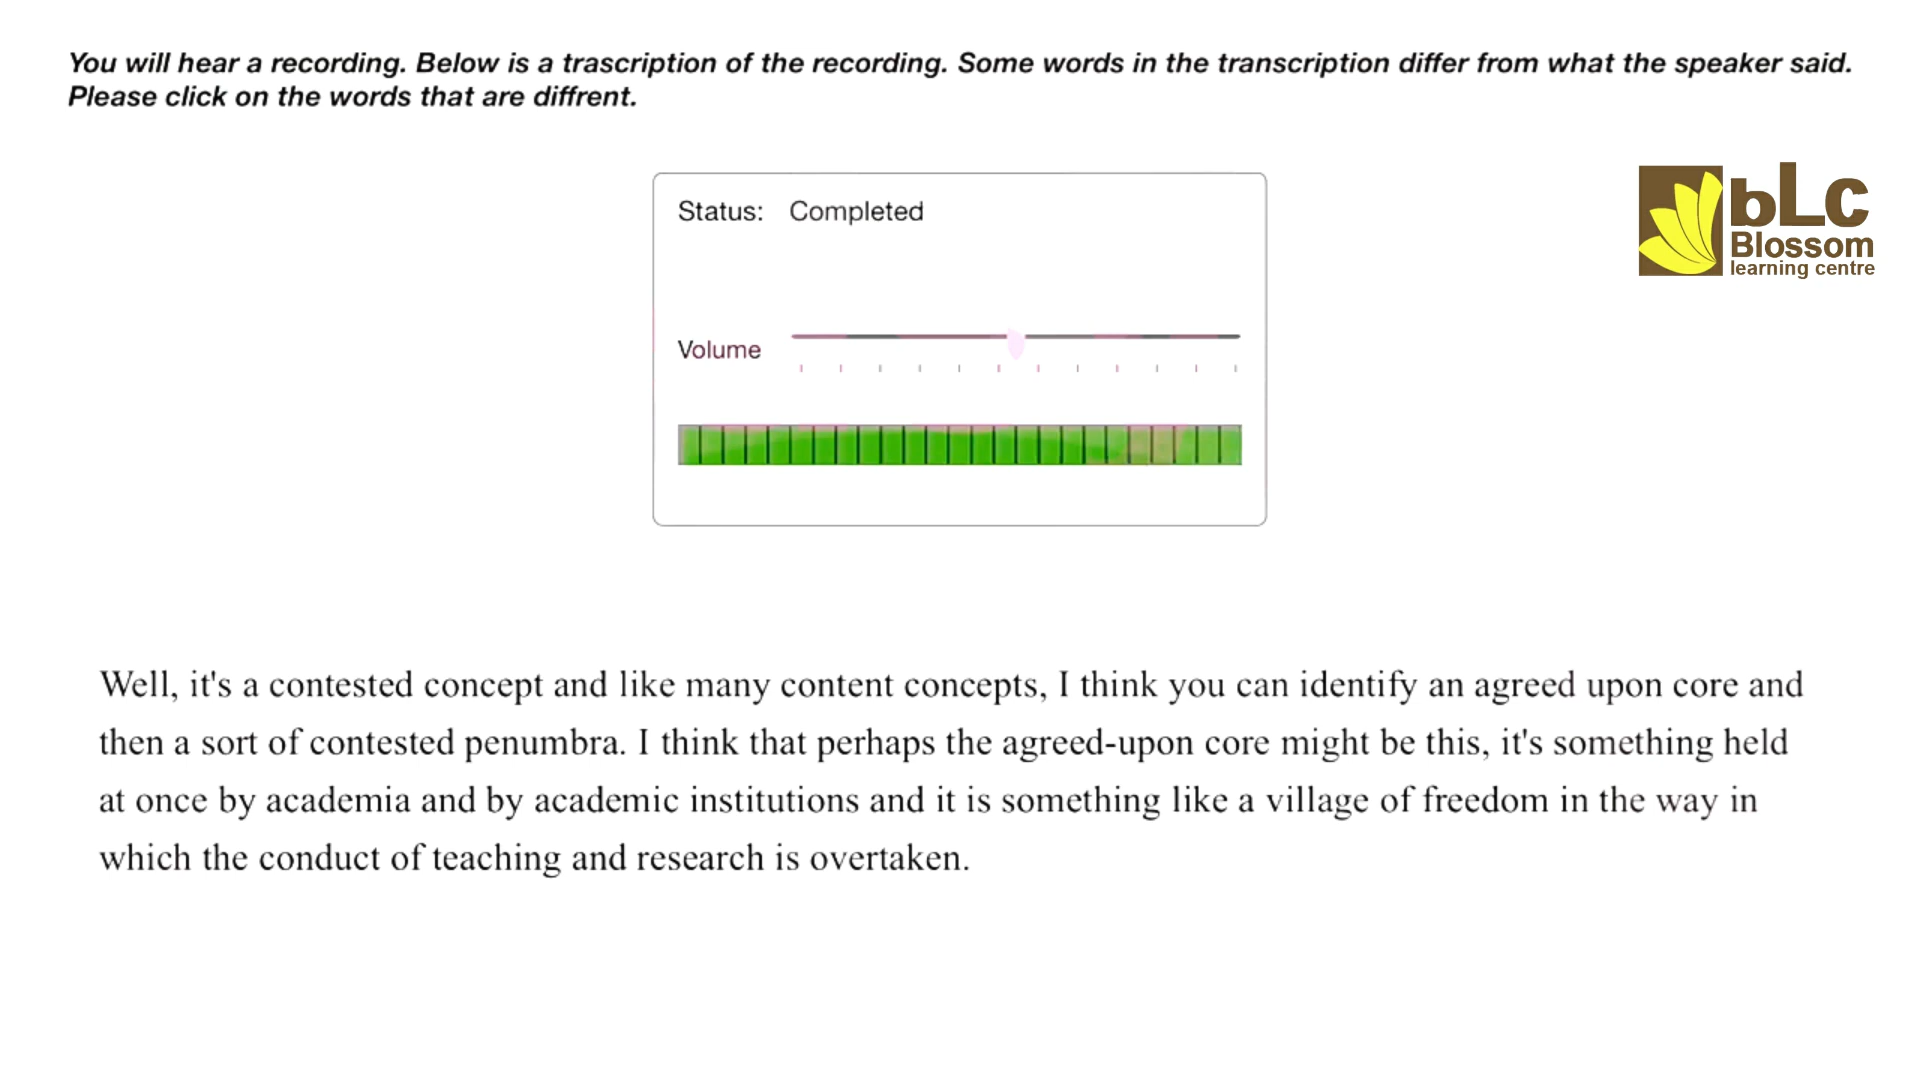 You will hear a recording. Below is a trascription of the recording. Some words in the transcription differ from what the speaker said.
Please click on the words that are diffrent.
Status: Completed
bLc
Blossom
learning centre
Volume
Well, it's a contested concept and like many content concepts, I think you can identify an agreed upon core and
then a sort of contested penumbra. I think that perhaps the agreed-upon core might be this, it's something held
at once by academia and by academic institutions and it is something like a village of freedom in the way in
which the conduct of teaching and research is overtaken.